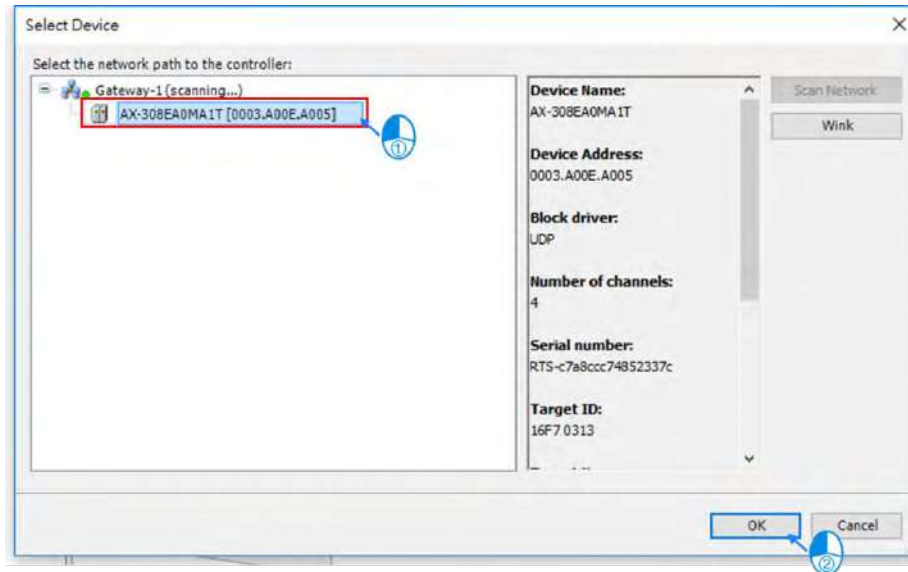 Select Device
Select the network path to the controller:
Gateway-1 (scanning...)
AX-308EA0MA1T [0003.A00E.A005]
①
Device Name:
AX-308EA0MA1T
Device Address:
0003.A00E.A005
Block driver:
UDP
Number of channels:
4
Serial number:
RTS-c7a8ccc74852337c
Target ID:
16F7 0313
Scan Network
Wink
OK
Cancel
②